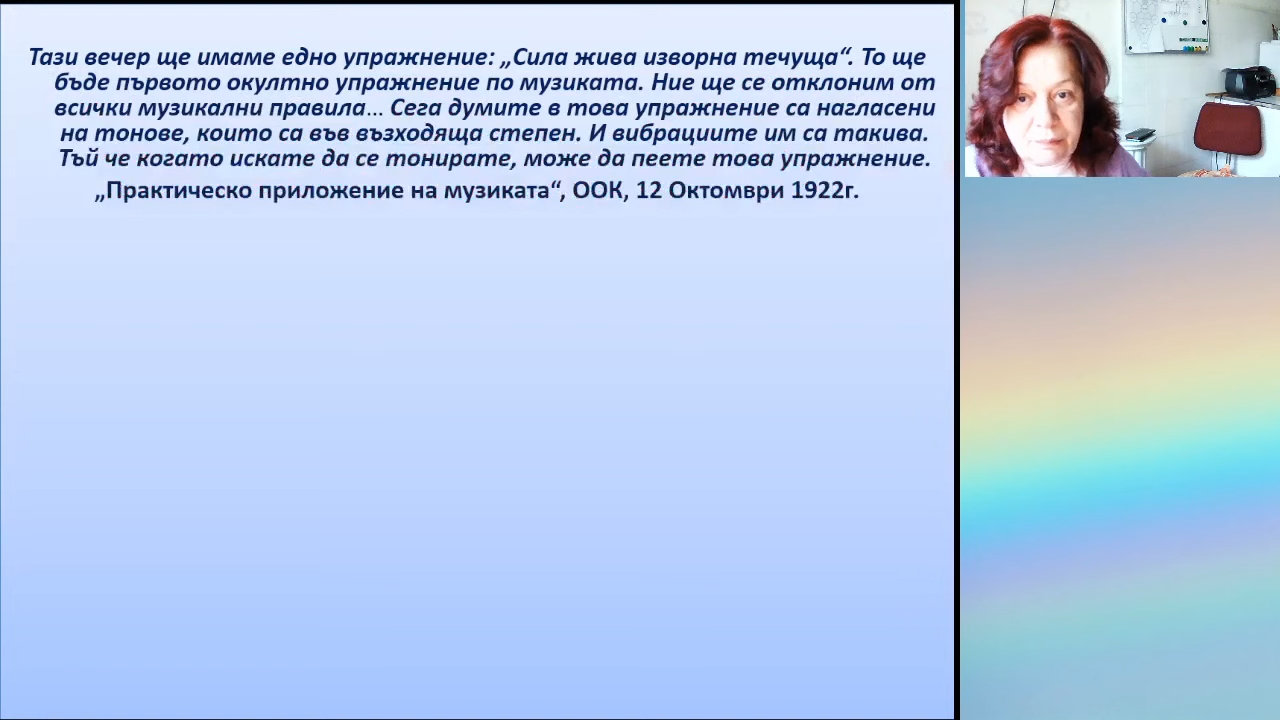 Тази вечер ще имаме едно упражнение: „Сила жива изворна течуща“. То ще
бъде първото окултно упражнение по музиката. Ние ще се отклоним от
всички музикални правила... Сега думите в това упражнение са нагласени
на тонове, които са във възходяща степен. И вибрациите им са такива.
Тъй че когато искате да се тонирате, може да пеете това упражнение.
„Практическо приложение на музиката“, ООК, 12 Октомври 1922г.